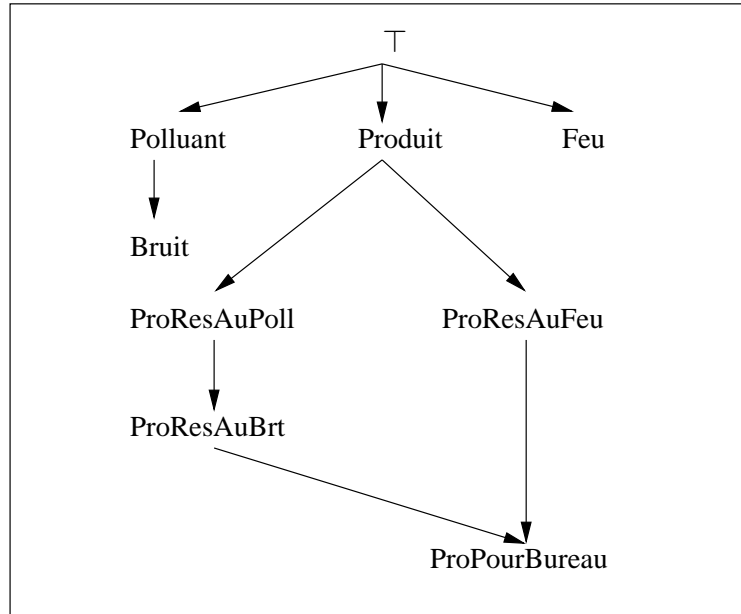 ⊤
Polluant Produit Feu
Bruit
ProResAuPoll ProResAuFeu
ProResAuBrt
ProPourBureau